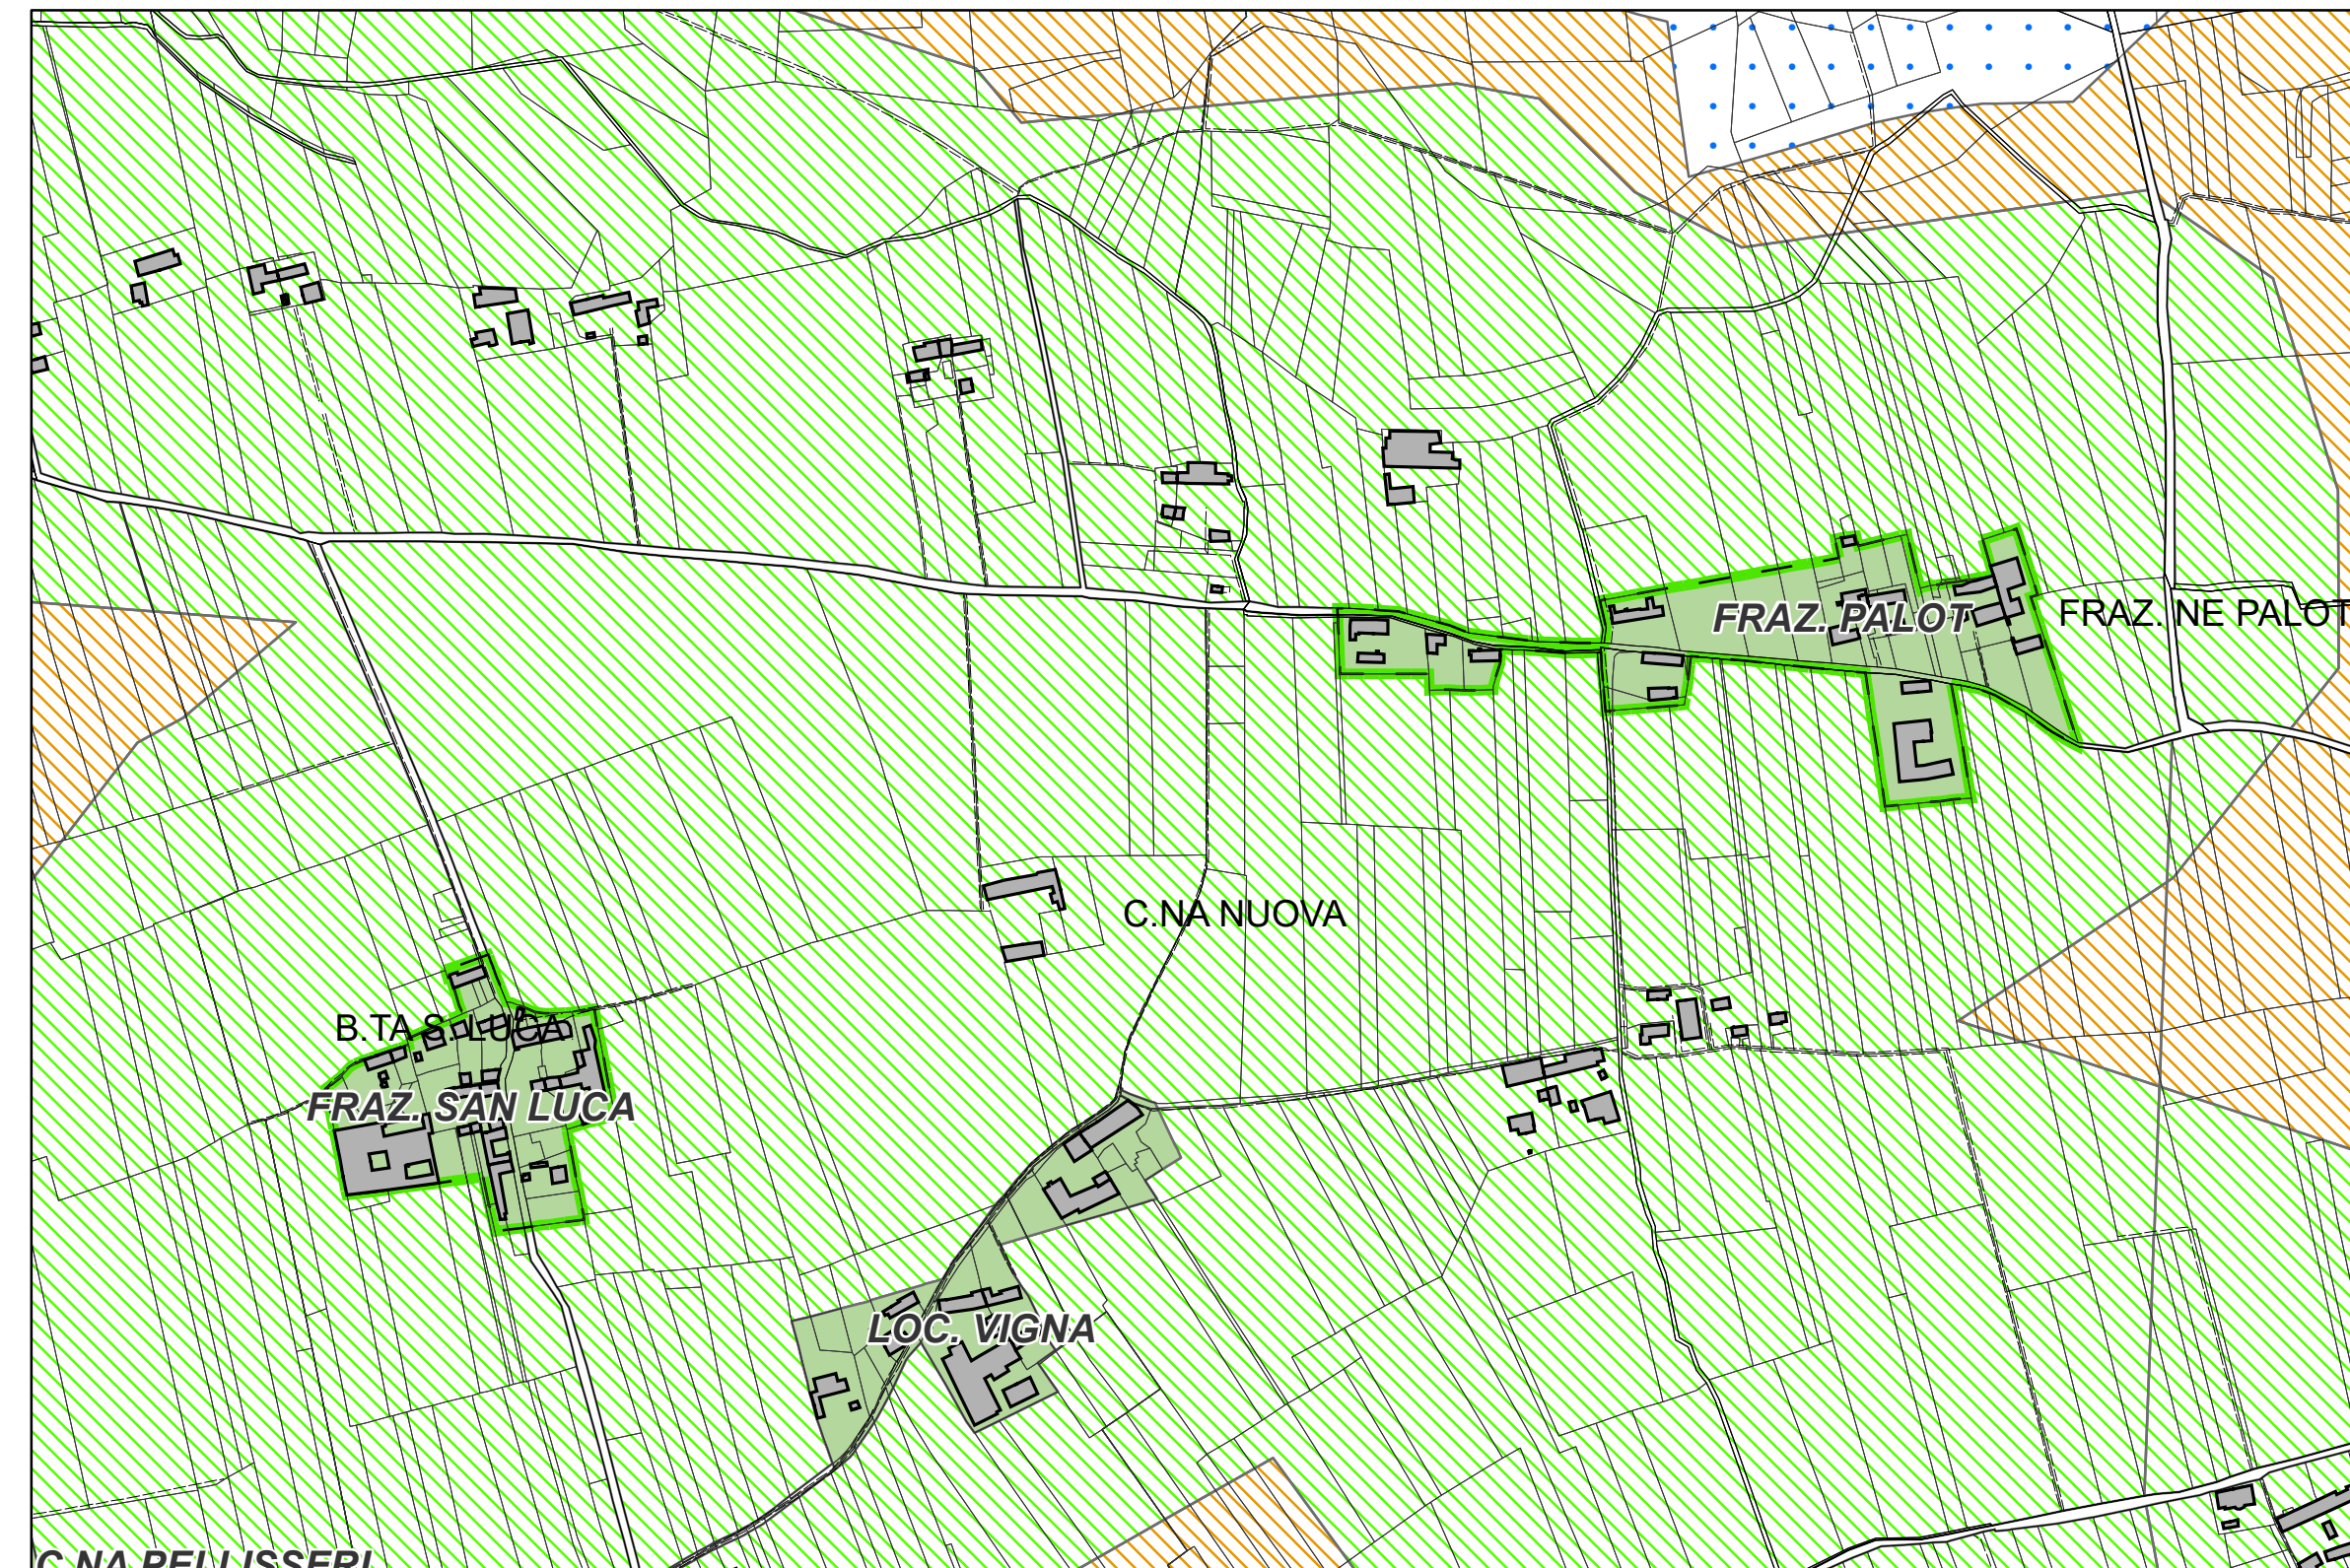 FRAZ. PALOT
FRAZ. NE PALOT
C.NA NUOVA
B.TA S. LUCA
FRAZ. SAN LUCA
LOC. VIGNA
C.NA PELLISSERI